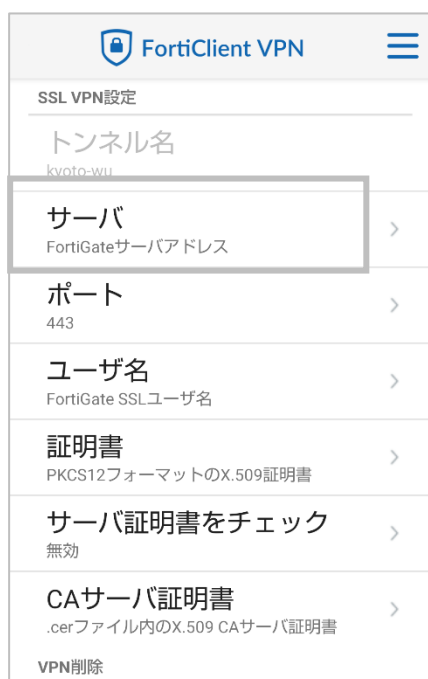 FortiClient VPN
SSL VPN設定
トンネル名
kyoto-wu
サーバ
FortiGateサーバアドレス
ポート
443
ユーザ名
FortiGate SSLユーザ名
証明書
PKCS12フォーマットのX.509証明書
サーバ証明書をチェック
無効
CAサーバ証明書
.cerファイル内のX.509 CAサーバ証明書
VPN削除